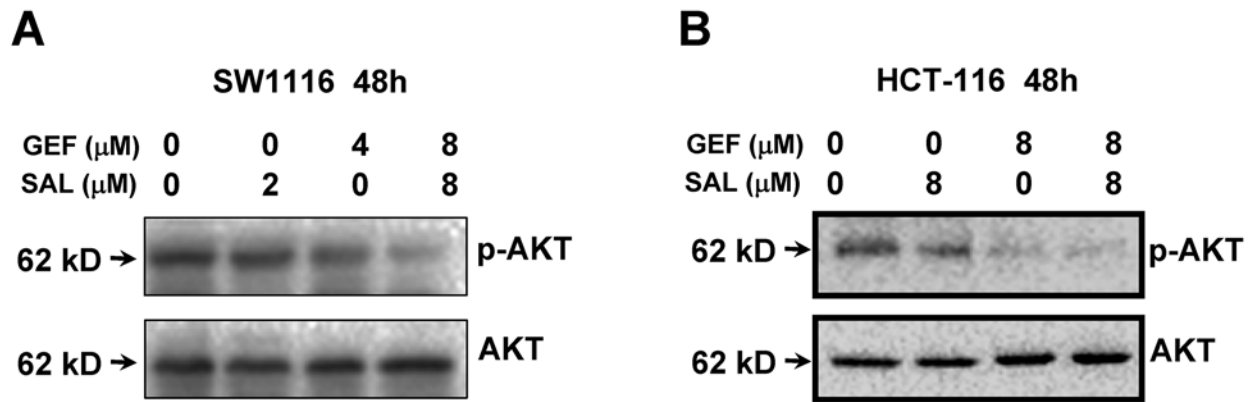 A
SW1116 48h
GEF (μM) 0 0 4 8
SAL (μM) 0 2 0 8
62 kD → p-AKT
62 kD → AKT
B
HCT-116 48h
GEF (μM) 0 0 8 8
SAL (μM) 0 8 0 8
62 kD → p-AKT
62 kD → AKT